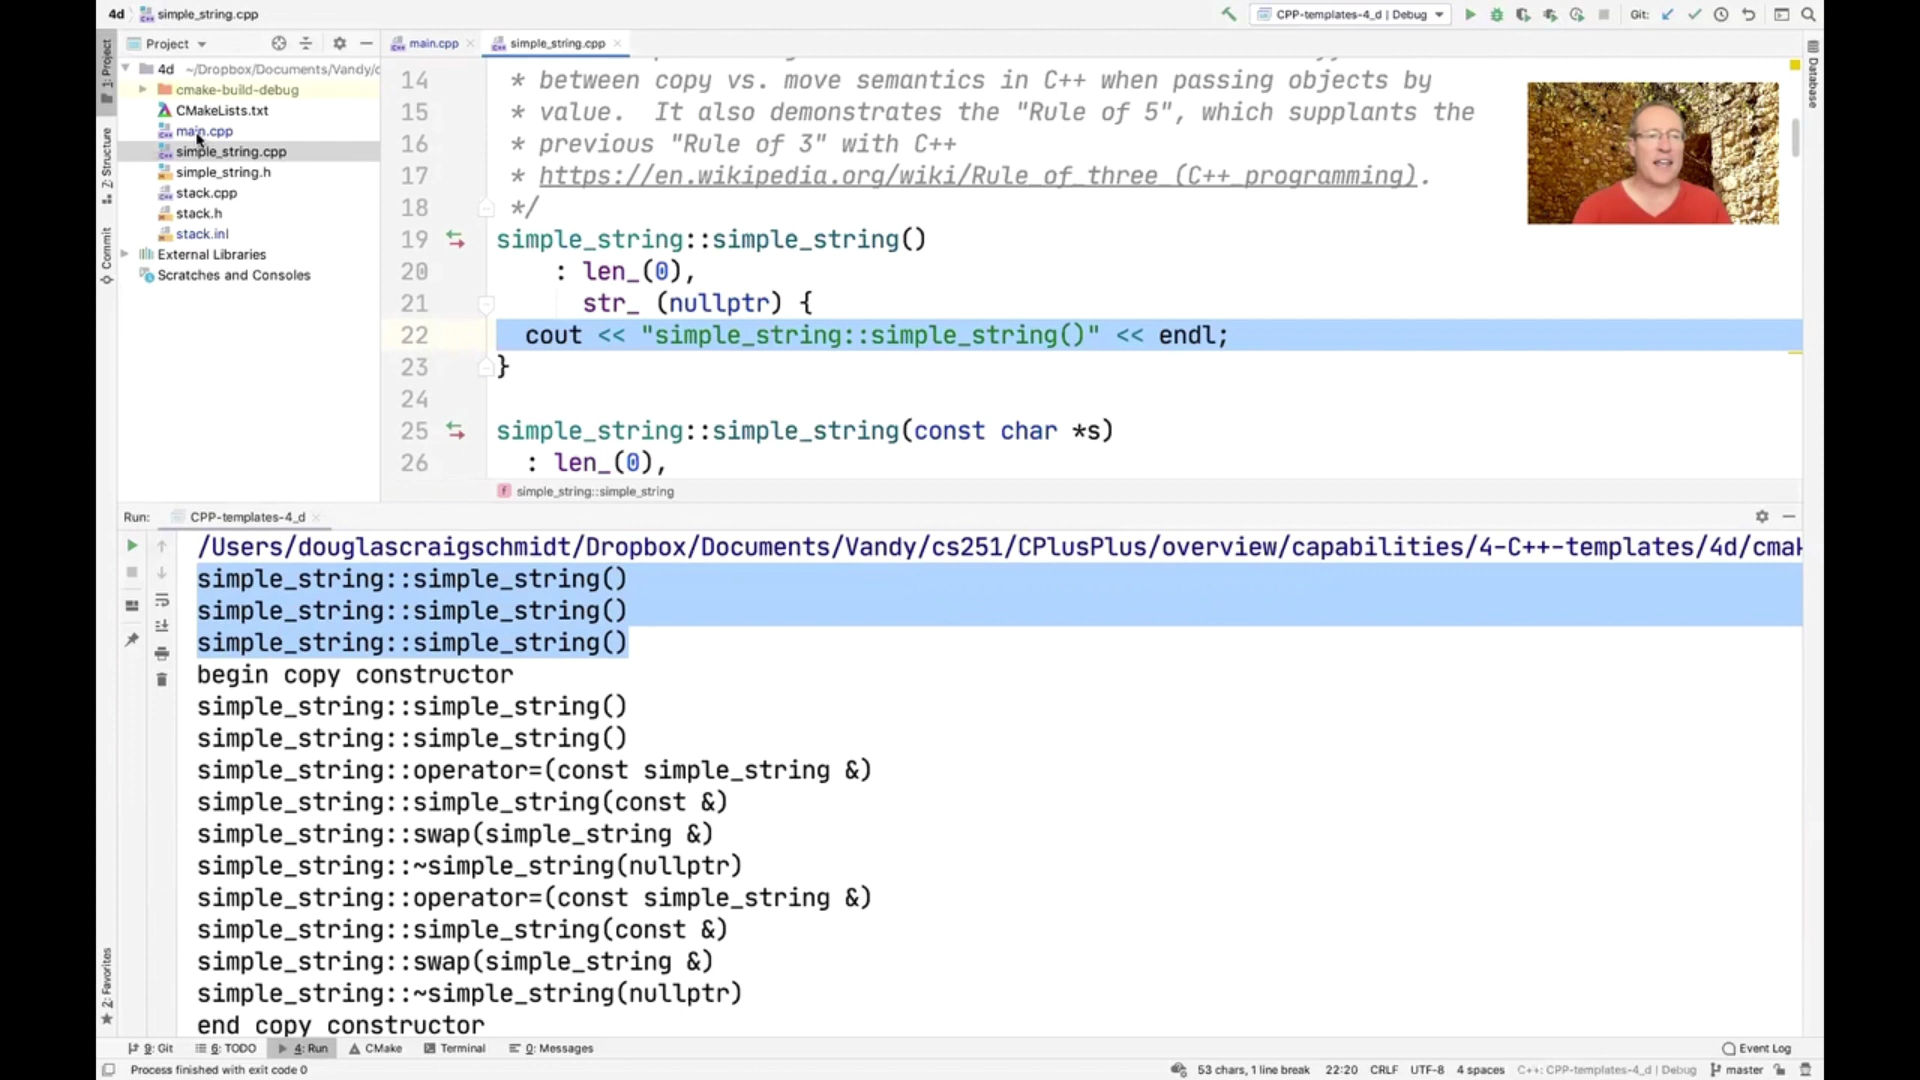 4d simple_string.cpp
CPP-templates-4_d | Debug
Git:
1: Project
Project
main.cpp
simple_string.cpp
Database
4d ~/Dropbox/Documents/Vandy/c
cmake-build-debug
CMakeLists.txt
main.cpp
simple_string.cpp
simple_string.h
stack.cpp
stack.h
stack.inl
External Libraries
Scratches and Consoles
Z: Structure
Commit
14 * between copy vs. move semantics in C++ when passing objects by
15 * value.  It also demonstrates the "Rule of 5", which supplants the
16 * previous "Rule of 3" with C++
17 * https://en.wikipedia.org/wiki/Rule_of_three_(C++_programming).
18 */
19 simple_string::simple_string()
20 : len_(0),
21 str_ (nullptr) {
22 cout << "simple_string::simple_string()" << endl;
23 }
24
25 simple_string::simple_string(const char *s)
26 : len_(0),
simple_string::simple_string
Run: CPP-templates-4_d
/Users/douglascraigschmidt/Dropbox/Documents/Vandy/cs251/CPlusPlus/overview/capabilities/4-C++-templates/4d/cmak
simple_string::simple_string()
simple_string::simple_string()
simple_string::simple_string()
begin copy constructor
simple_string::simple_string()
simple_string::simple_string()
simple_string::operator=(const simple_string &)
simple_string::simple_string(const &)
simple_string::swap(simple_string &)
simple_string::~simple_string(nullptr)
simple_string::operator=(const simple_string &)
simple_string::simple_string(const &)
simple_string::swap(simple_string &)
simple_string::~simple_string(nullptr)
end copy constructor
2: Favorites
9: Git 6: TODO 4: Run CMake Terminal 0: Messages Event Log
Process finished with exit code 0
53 chars, 1 line break 22:20 CRLF UTF-8 4 spaces C++: CPP-templates-4_d | Debug master